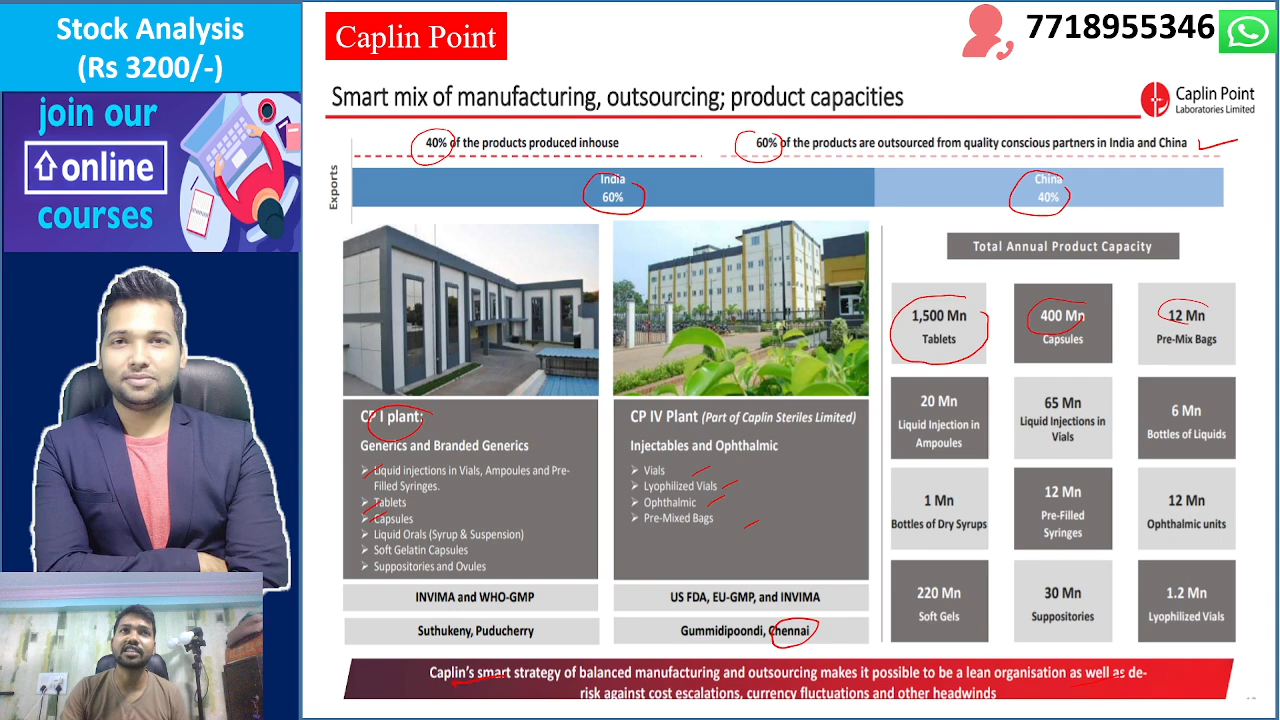 Stock Analysis
(Rs 3200/-)
join our
online
courses
Caplin Point
7718955346
Smart mix of manufacturing, outsourcing; product capacities
Caplin Point
Laboratories Limited
40% of the products produced inhouse
60% of the products are outsourced from quality conscious partners in India and China
Exports
India
60%
China
40%
CP I plant:
Generics and Branded Generics
Liquid injections in Vials, Ampoules and Pre-
Filled Syringes.
Tablets
Capsules
Liquid Orals (Syrup & Suspension)
Soft Gelatin Capsules
Suppositories and Ovules
INVIMA and WHO-GMP
Suthukeny, Puducherry
CP IV Plant (Part of Caplin Steriles Limited)
Injectables and Ophthalmic
Vials
Lyophilized Vials
Ophthalmic
Pre-Mixed Bags
US FDA, EU-GMP, and INVIMA
Gummidipoondi, Chennai
Total Annual Product Capacity
1,500 Mn
Tablets
400 Mn
Capsules
12 Mn
Pre-Mix Bags
20 Mn
Liquid Injection in
Ampoules
65 Mn
Liquid Injections in
Vials
6 Mn
Bottles of Liquids
1 Mn
Bottles of Dry Syrups
12 Mn
Pre-Filled
Syringes
12 Mn
Ophthalmic units
220 Mn
Soft Gels
30 Mn
Suppositories
1.2 Mn
Lyophilized Vials
Caplin's smart strategy of balanced manufacturing and outsourcing makes it possible to be a lean organisation as well as de-
risk against cost escalations, currency fluctuations and other headwinds